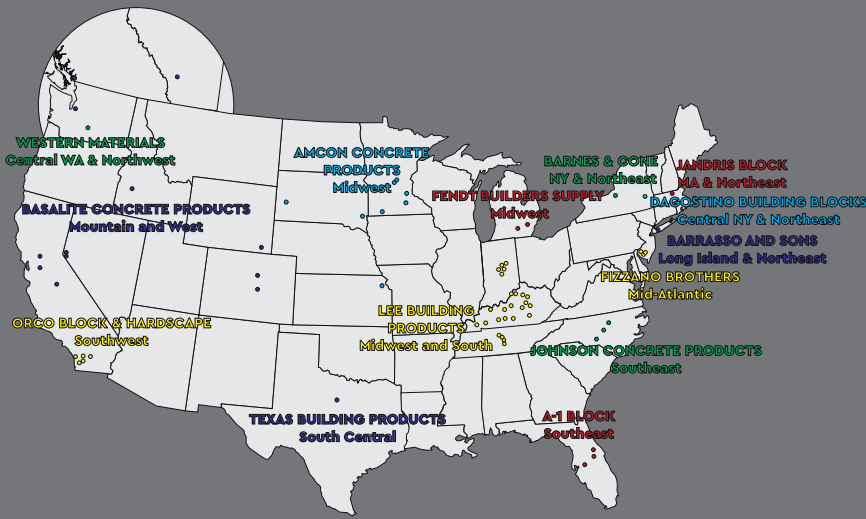 WESTERN MATERIALS
Central WA & Northwest
AMCON CONCRETE
PRODUCTS
Midwest
BARNES & CONE
NY & Northeast
JANDRIS BLOCK
MA & Northeast
FENDT BUILDERS SUPPLY
Midwest
DAGOSTINO BUILDING BLOCKS
Central NY & Northeast
BASALITE CONCRETE PRODUCTS
Mountain and West
BARRASSO AND SONS
Long Island & Northeast
FIZZANO BROTHERS
Mid-Atlantic
ORCO BLOCK & HARDSCAPE
Southwest
LEE BUILDING
PRODUCTS
Midwest and South
JOHNSON CONCRETE PRODUCTS
Southeast
TEXAS BUILDING PRODUCTS
South Central
A-1 BLOCK
Southeast